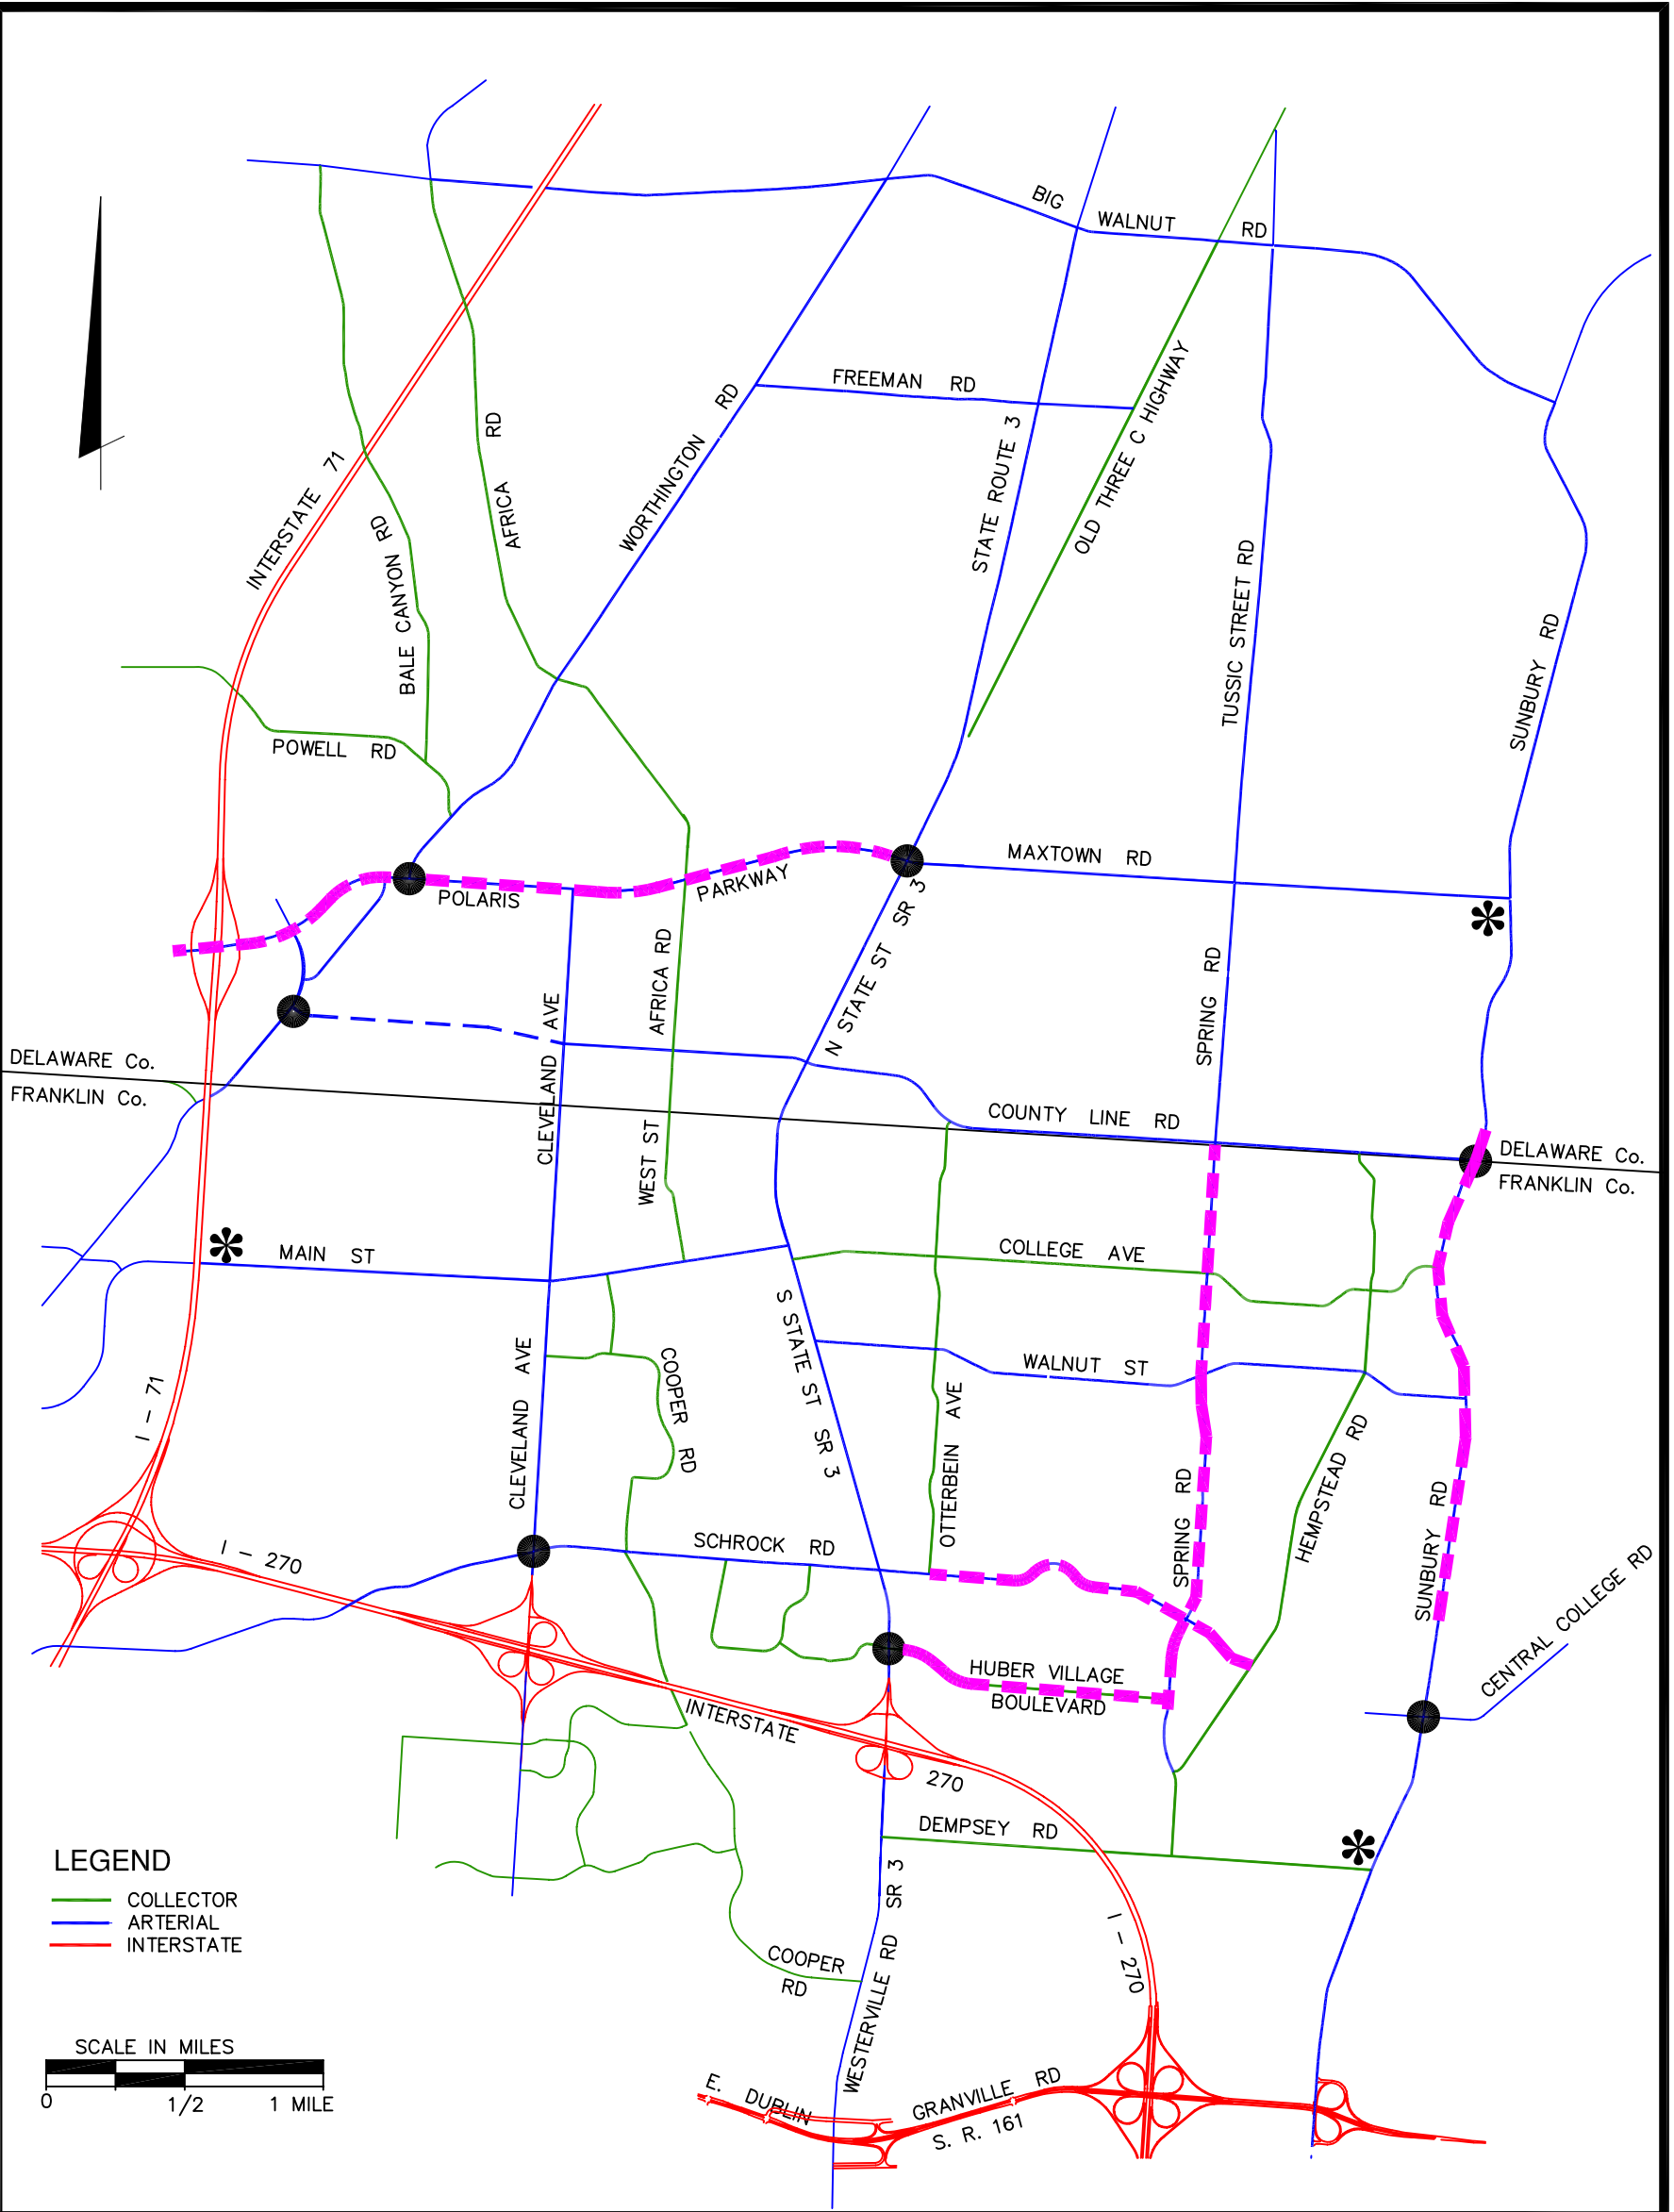 BIG
WALNUT RD
FREEMAN RD
WORTHINGTON RD
STATE ROUTE 3
OLD THREE C HIGHWAY
INTERSTATE 71
AFRICA RD
BALE CANYON RD
TUSSIC STREET RD
SUNBURY RD
POWELL RD
MAXTOWN RD
POLARIS
PARKWAY
N STATE ST SR 3
AFRICA RD
CLEVELAND AVE
SPRING RD
DELAWARE Co.
FRANKLIN Co.
COUNTY LINE RD
DELAWARE Co.
FRANKLIN Co.
CLEVELAND
WEST ST
MAIN ST
COLLEGE AVE
S STATE ST SR 3
WALNUT ST
COOPER RD
I - 71
CLEVELAND AVE
OTTERBEIN AVE
SPRING RD
HEMPSTEAD RD
SUNBURY RD
I - 270
SCHROCK RD
CENTRAL COLLEGE RD
HUBER VILLAGE
BOULEVARD
INTERSTATE
270
DEMPSEY RD
LEGEND
COLLECTOR
ARTERIAL
INTERSTATE
SR 3
WESTERVILLE RD
I - 270
COOPER
RD
SCALE IN MILES
0 1/2 1 MILE
E. DUBLIN
GRANVILLE RD
S. R. 161